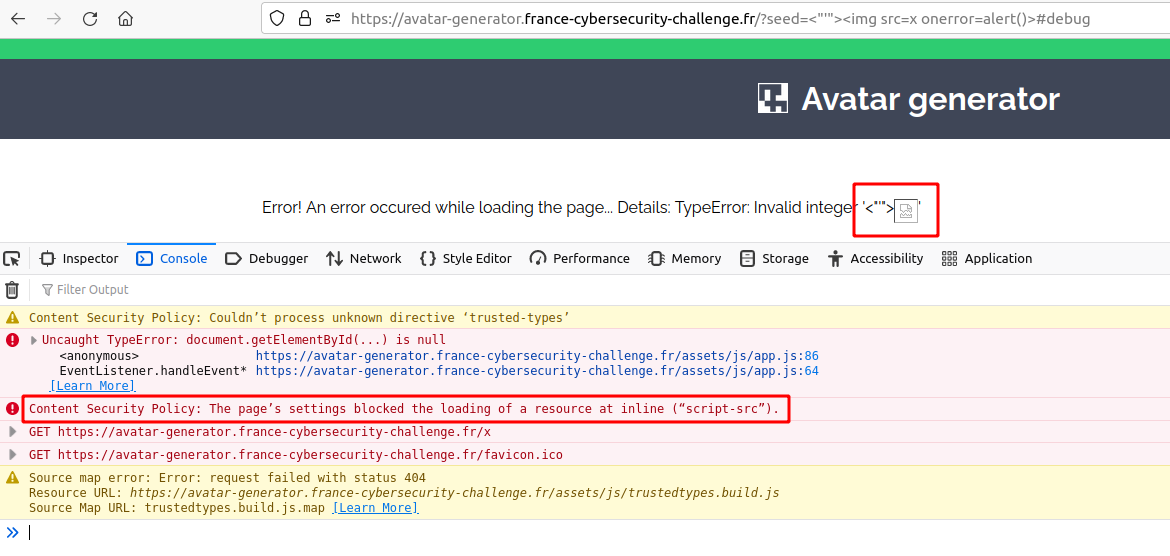 https://avatar-generator.france-cybersecurity-challenge.fr/?seed=<"'"><img src=x onerror=alert()>#debug
Avatar generator
Error! An error occured while loading the page... Details: TypeError: Invalid integer '<"'">'
Inspector Console Debugger Network Style Editor Performance Memory Storage Accessibility Application
Filter Output
Content Security Policy: Couldn’t process unknown directive ‘trusted-types’
Uncaught TypeError: document.getElementById(...) is null
<anonymous> https://avatar-generator.france-cybersecurity-challenge.fr/assets/js/app.js:86
EventListener.handleEvent* https://avatar-generator.france-cybersecurity-challenge.fr/assets/js/app.js:64
[Learn More]
Content Security Policy: The page’s settings blocked the loading of a resource at inline (“script-src”).
GET https://avatar-generator.france-cybersecurity-challenge.fr/x
GET https://avatar-generator.france-cybersecurity-challenge.fr/favicon.ico
Source map error: Error: request failed with status 404
Resource URL: https://avatar-generator.france-cybersecurity-challenge.fr/assets/js/trustedtypes.build.js
Source Map URL: trustedtypes.build.js.map [Learn More]